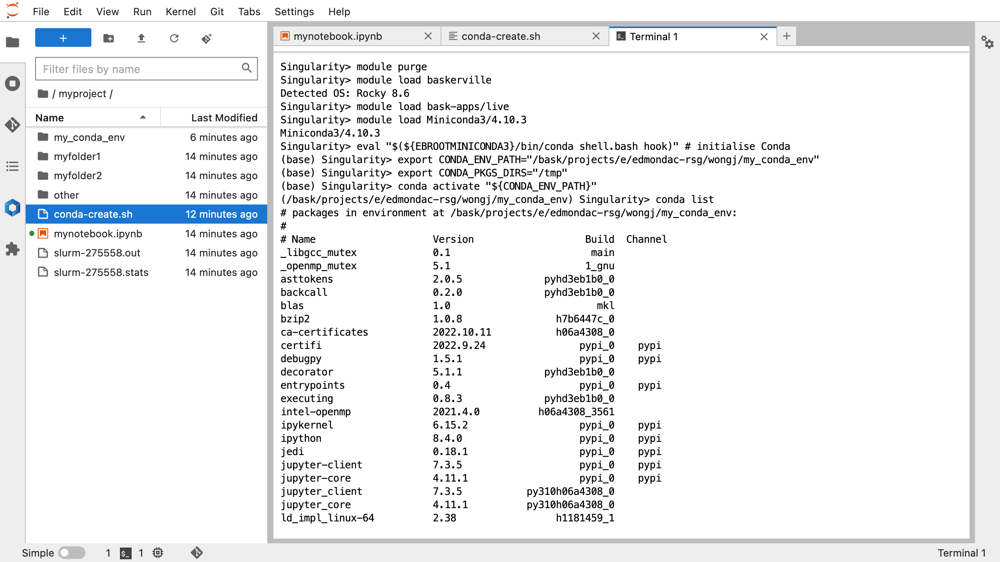 File Edit View Run Kernel Git Tabs Settings Help
+
Filter files by name
/ myproject /
Name Last Modified
my_conda_env 6 minutes ago
myfolder1 14 minutes ago
myfolder2 14 minutes ago
other 14 minutes ago
conda-create.sh 12 minutes ago
mynotebook.ipynb 14 minutes ago
slurm-275558.out 14 minutes ago
slurm-275558.stats 14 minutes ago
mynotebook.ipynb conda-create.sh $_ Terminal 1 +
Singularity> module purge
Singularity> module load baskerville
Detected OS: Rocky 8.6
Singularity> module load bask-apps/live
Singularity> module load Miniconda3/4.10.3
Miniconda3/4.10.3
Singularity> eval "$(${EBROOTMINICONDA3}/bin/conda shell.bash hook)" # initialise Conda
(base) Singularity> export CONDA_ENV_PATH="/bask/projects/e/edmondac-rsg/wongj/my_conda_env"
(base) Singularity> export CONDA_PKGS_DIRS="/tmp"
(base) Singularity> conda activate "${CONDA_ENV_PATH}"
(/bask/projects/e/edmondac-rsg/wongj/my_conda_env) Singularity> conda list
# packages in environment at /bask/projects/e/edmondac-rsg/wongj/my_conda_env:
#
# Name Version Build Channel
_libgcc_mutex 0.1 main
_openmp_mutex 5.1 1_gnu
asttokens 2.0.5 pyhd3eb1b0_0
backcall 0.2.0 pyhd3eb1b0_0
blas 1.0 mkl
bzip2 1.0.8 h7b6447c_0
ca-certificates 2022.10.11 h06a4308_0
certifi 2022.9.24 pypi_0 pypi
debugpy 1.5.1 pypi_0 pypi
decorator 5.1.1 pyhd3eb1b0_0
entrypoints 0.4 pypi_0 pypi
executing 0.8.3 pyhd3eb1b0_0
intel-openmp 2021.4.0 h06a4308_3561
ipykernel 6.15.2 pypi_0 pypi
ipython 8.4.0 pypi_0 pypi
jedi 0.18.1 pypi_0 pypi
jupyter-client 7.3.5 pypi_0 pypi
jupyter-core 4.11.1 pypi_0 pypi
jupyter_client 7.3.5 py310h06a4308_0
jupyter_core 4.11.1 py310h06a4308_0
ld_impl_linux-64 2.38 h1181459_1
Simple 1 $_ 1 Terminal 1